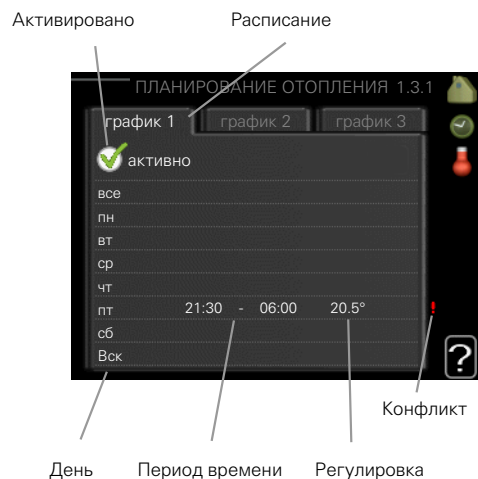 Активировано Расписание
ПЛАНИРОВАНИЕ ОТОПЛЕНИЯ 1.3.1
график 1 график 2 график 3
активно
все
пн
вт
ср
чт
пт 21:30 - 06:00 20.5° !
сб
Вск
?
Конфликт
День Период времени Регулировка